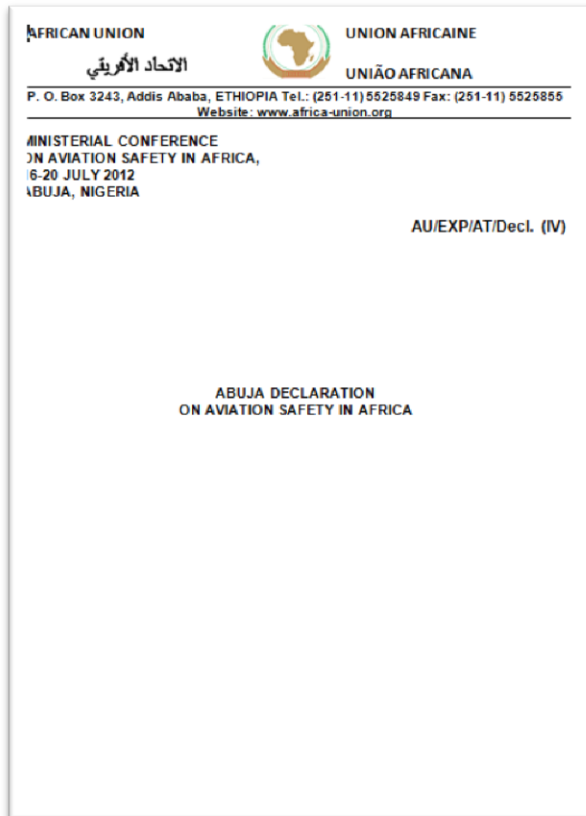 AFRICAN UNION
UNION AFRICAINE
الاتحاد الأفريقي
UNIÃO AFRICANA
P. O. Box 3243, Addis Ababa, ETHIOPIA Tel.: (251-11) 5525849 Fax: (251-11) 5525855
Website: www.africa-union.org
MINISTERIAL CONFERENCE
ON AVIATION SAFETY IN AFRICA,
16-20 JULY 2012
ABUJA, NIGERIA
AU/EXP/AT/Decl. (IV)
ABUJA DECLARATION
ON AVIATION SAFETY IN AFRICA